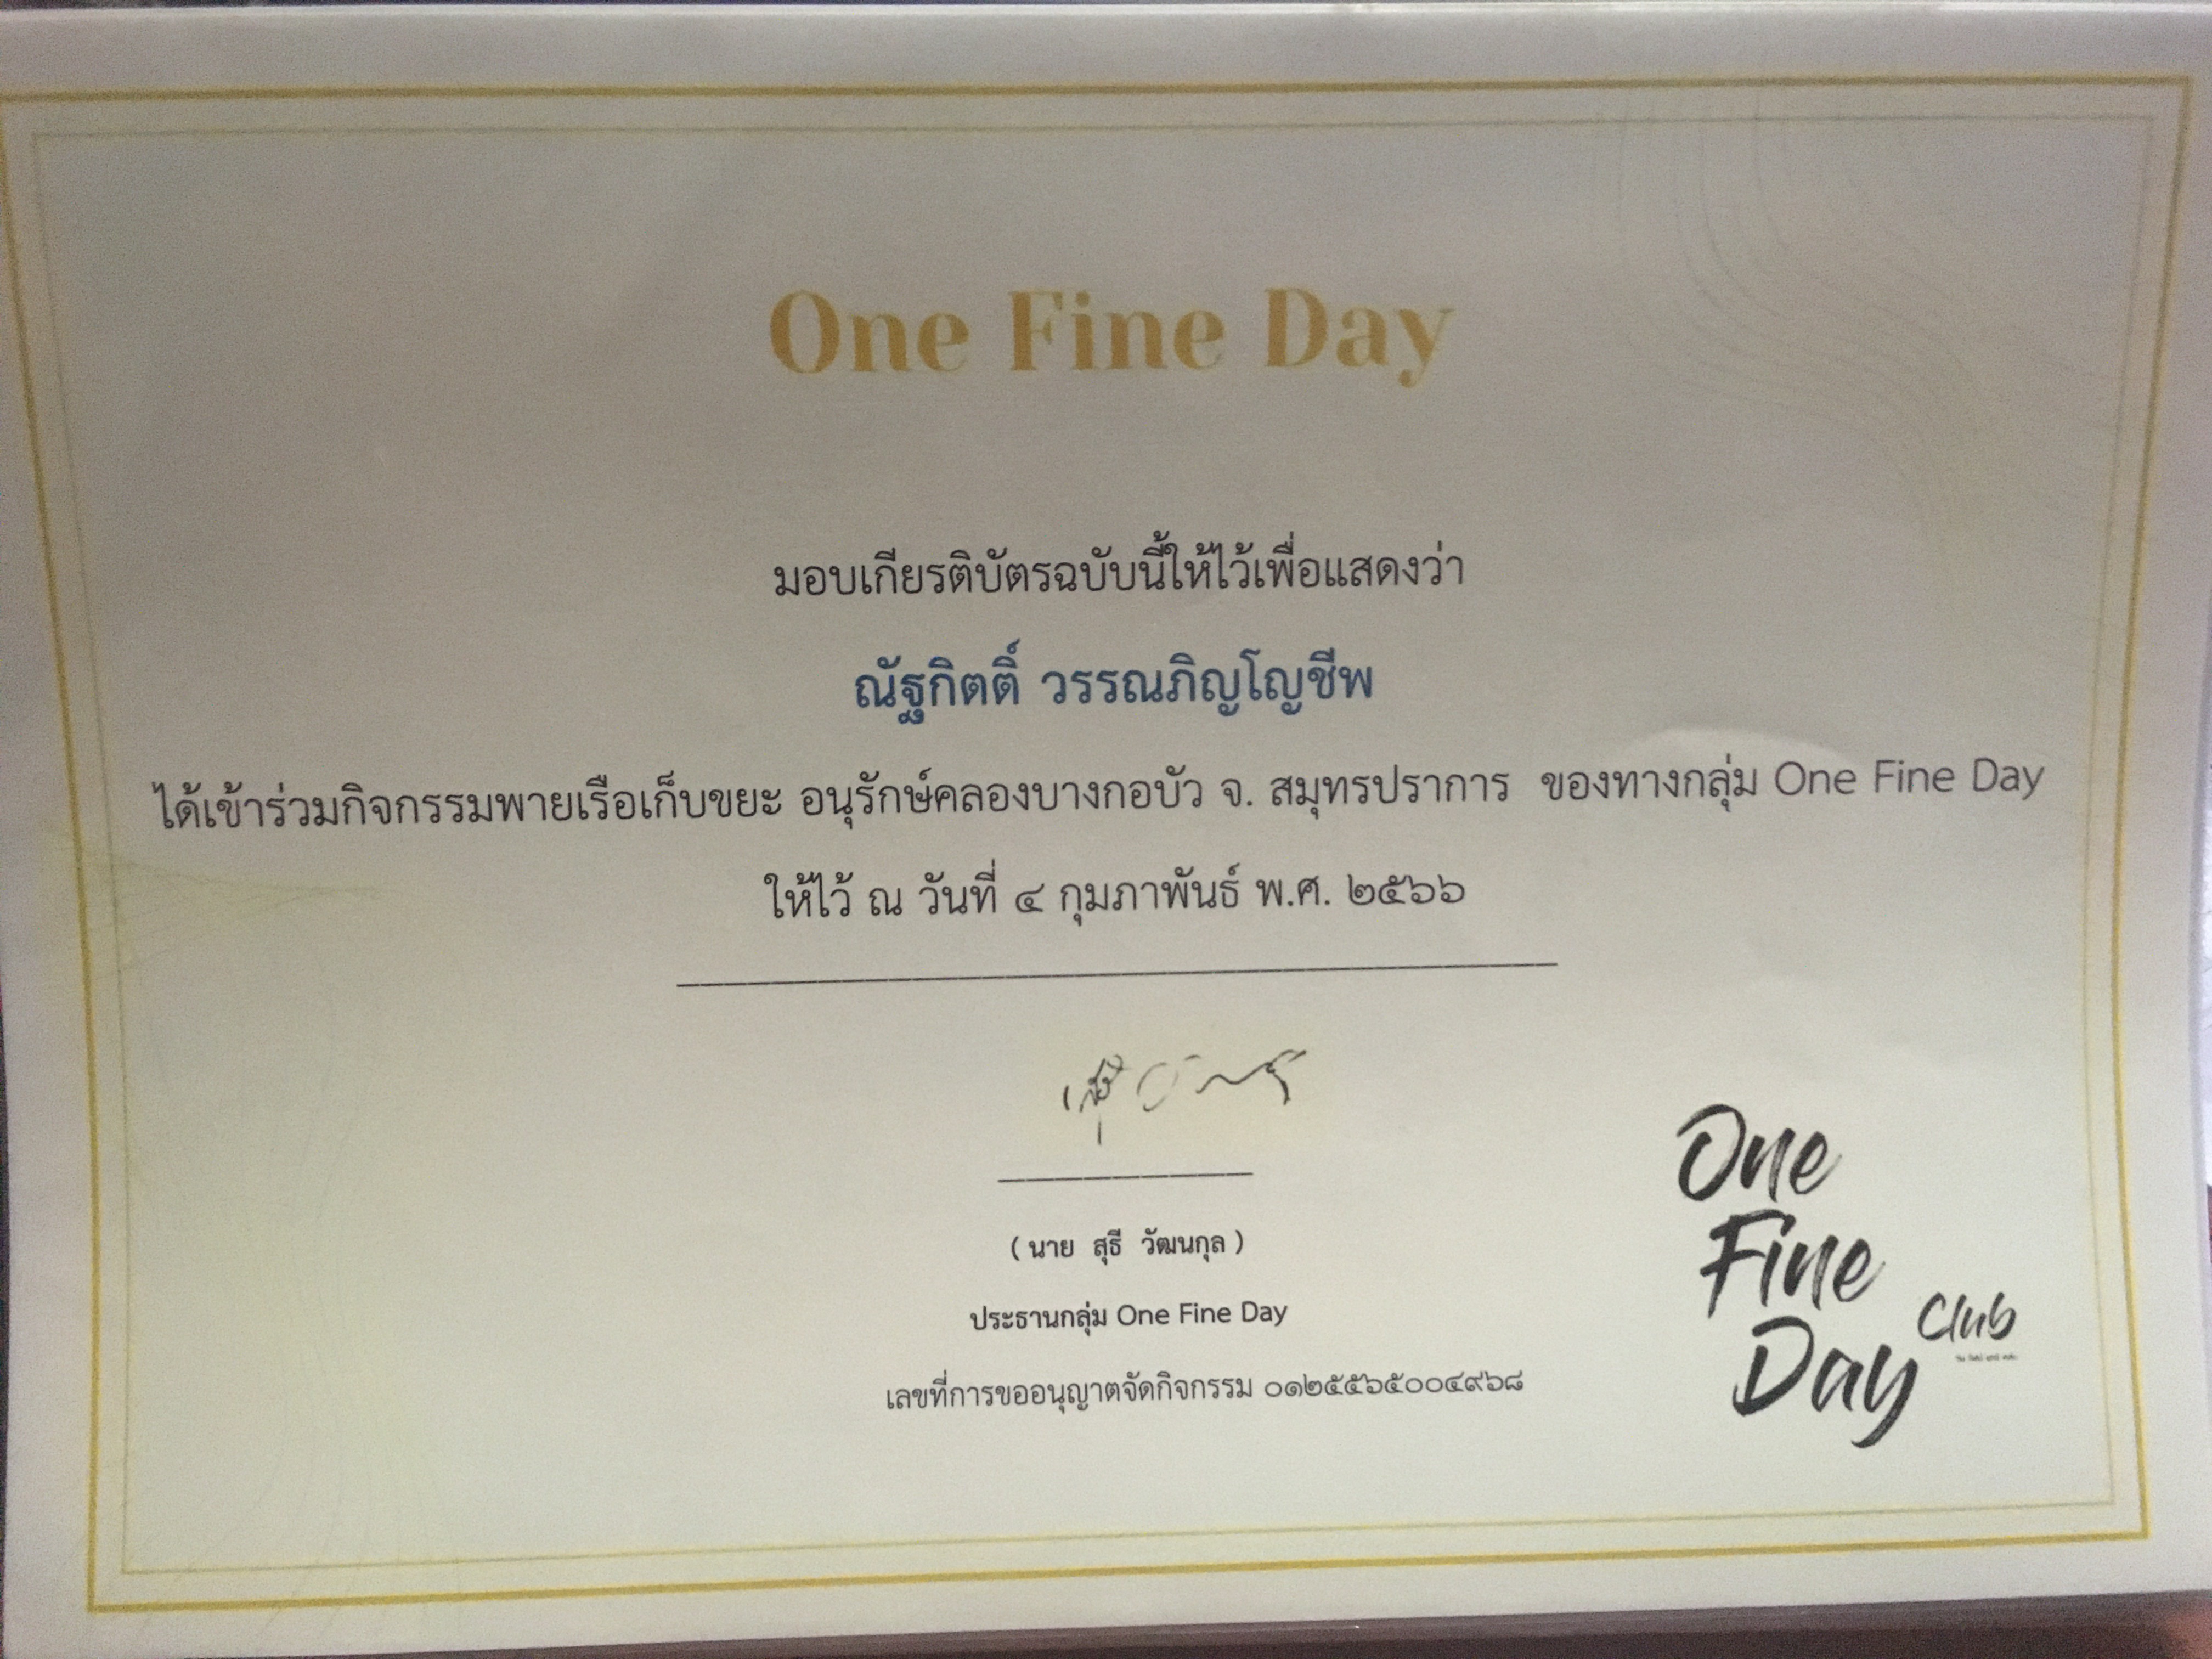 One Fine Day
มอบเกียรติบัตรฉบับนี้ให้ไว้เพื่อแสดงว่า
ณัฐกิตติ์ วรรณภิญโญชีพ
ได้เข้าร่วมกิจกรรมพายเรือเก็บขยะ อนุรักษ์คลองบางกอบัว จ. สมุทรปราการ ของทางกลุ่ม One Fine Day
ให้ไว้ ณ วันที่ ๔ กุมภาพันธ์ พ.ศ. ๒๕๖๖
( นาย สุธี วัฒนกุล )
ประธานกลุ่ม One Fine Day
เลขที่การขออนุญาตจัดกิจกรรม ๐๑๒๕๕๖๕๐๐๔๙๖๘
One
Fine
Day Club